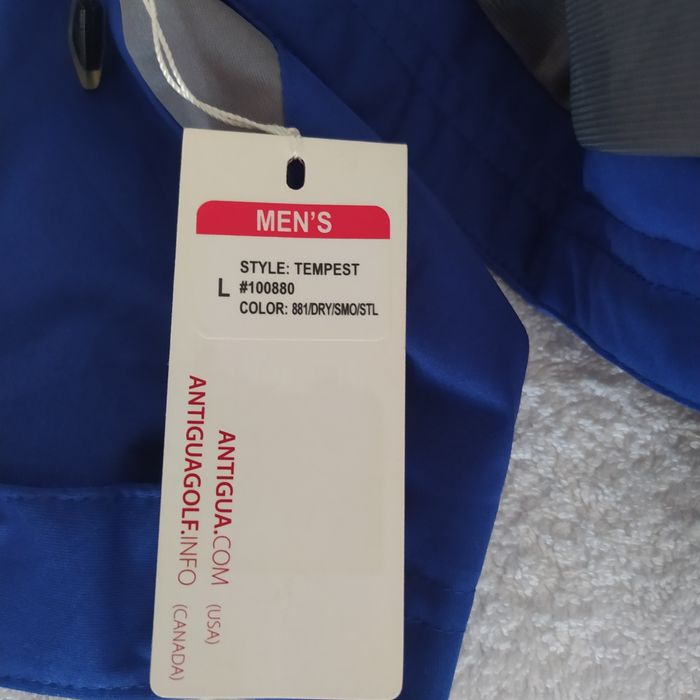 MEN'S
STYLE: TEMPEST
L #100880
COLOR: 881/DRY/SMO/STL
ANTIGUA.COM (USA)
ANTIGUAGOLF.INFO (CANADA)